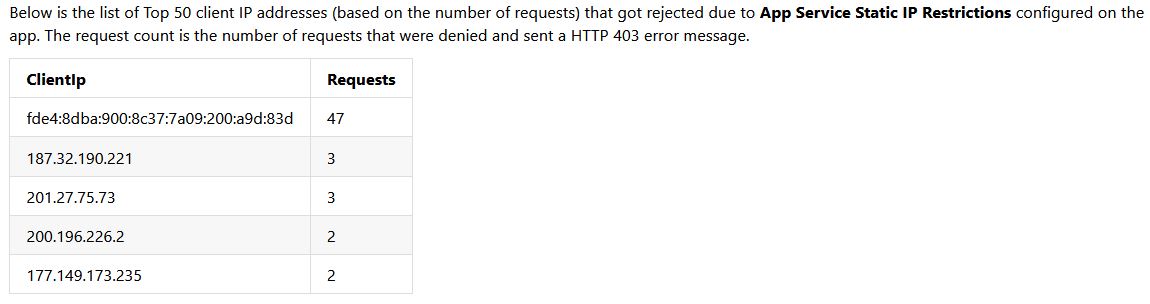 Below is the list of Top 50 client IP addresses (based on the number of requests) that got rejected due to App Service Static IP Restrictions configured on the
app. The request count is the number of requests that were denied and sent a HTTP 403 error message.
ClientIp Requests
fde4:8dba:900:8c37:7a09:200:a9d:83d 47
187.32.190.221 3
201.27.75.73 3
200.196.226.2 2
177.149.173.235 2